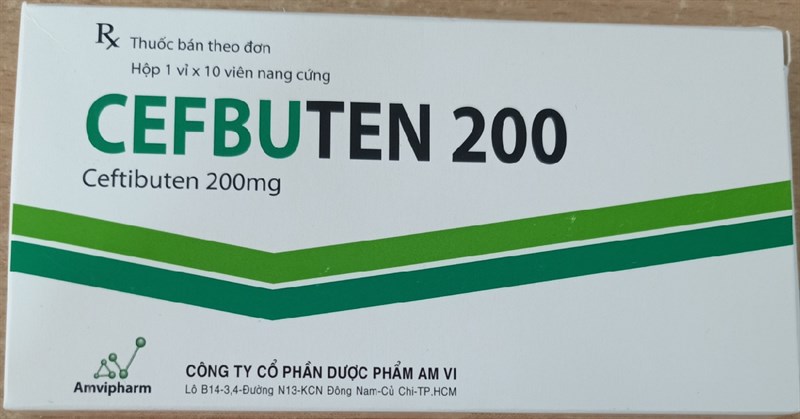 Rx Thuốc bán theo đơn
Hộp 1 vỉ x 10 viên nang cứng
CEFBUTEN 200
Ceftibuten 200mg
Amvipharm
CÔNG TY CỔ PHẦN DƯỢC PHẨM AM VI
Lô B14-3,4-Đường N13-KCN Đông Nam-Củ Chi-TP.HCM